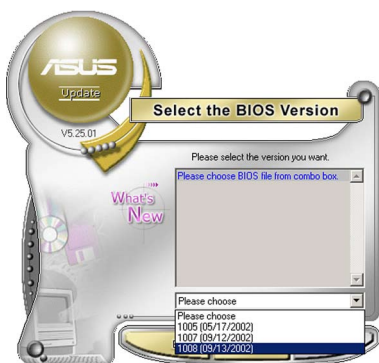 ASUS
Update
V5.25.01
Select the BIOS Version
Please select the version you want.
Please choose BIOS file from combo box.
What's
New
Please choose
Please choose
1005 (05/17/2002)
1007 (09/12/2002)
1008 (09/13/2002)